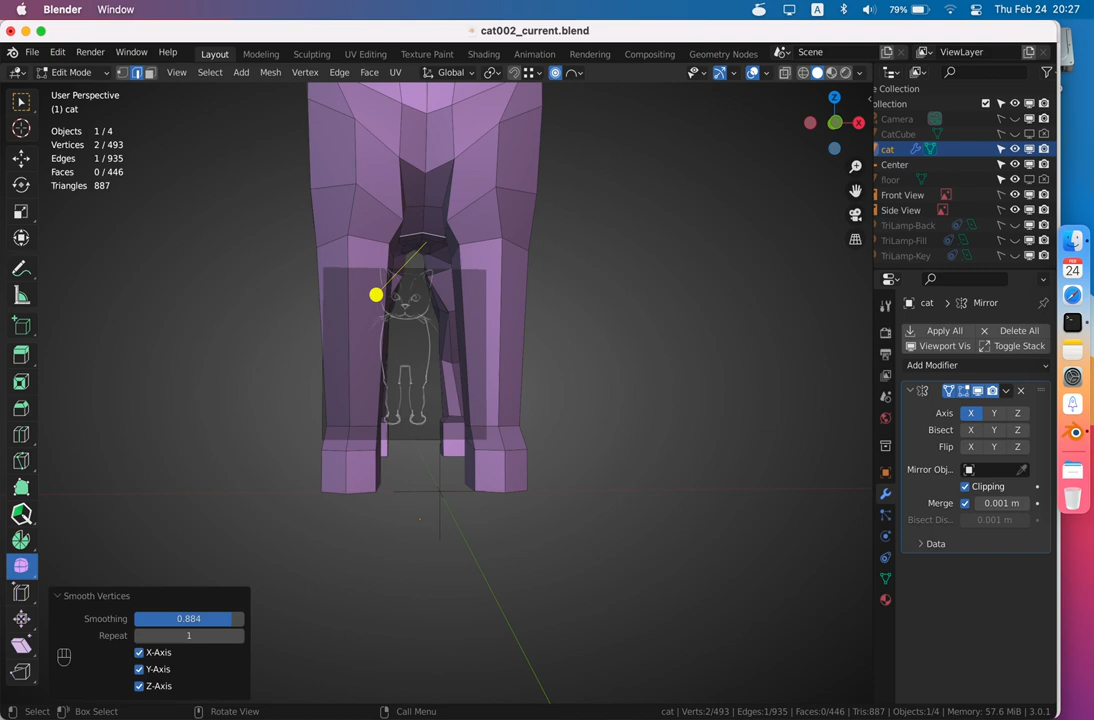 Blender Window A 79% Thu Feb 24 20:27
cat002_current.blend
File Edit Render Window Help Layout Modeling Sculpting UV Editing Texture Paint Shading Animation Rendering Compositing Geometry Nodes Scene ViewLayer
Edit Mode View Select Add Mesh Vertex Edge Face UV Global
User Perspective
(1) cat
Objects 1 / 4
Vertices 2 / 493
Edges 1 / 935
Faces 0 / 446
Triangles 887
Z
X
e Collection
ollection
Camera
CatCube
cat
Center
floor
Front View
Side View
TriLamp-Back
TriLamp-Fill
TriLamp-Key
cat > Mirror
Apply All Delete All
Viewport Vis Toggle Stack
Add Modifier
Axis X Y Z
Bisect X Y Z
Flip X Y Z
Mirror Obj...
Clipping
Merge 0.001 m
Bisect Dis... 0.001 m
Data
FEB
24
Smooth Vertices
Smoothing 0.884
Repeat 1
X-Axis
Y-Axis
Z-Axis
Select Box Select Rotate View Call Menu cat | Verts:2/493 | Edges:1/935 | Faces:0/446 | Tris:887 | Objects:1/4 | Memory: 57.6 MiB | 3.0.1